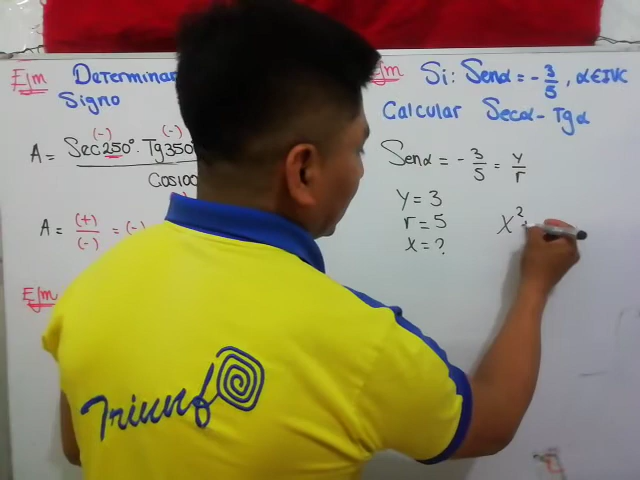 Ejm Determinar
Signo
(-) (-)
A = Sec250°. Tg350°
Cos100
A = (+) = (-)
(-)
Ejm
Ejm Si: Senα = - 3/5, α∈IVC
Calcular Secα - Tgα
Senα = - 3/5 = y/r
y = 3
r = 5
x = ?
x²+
Triunfo